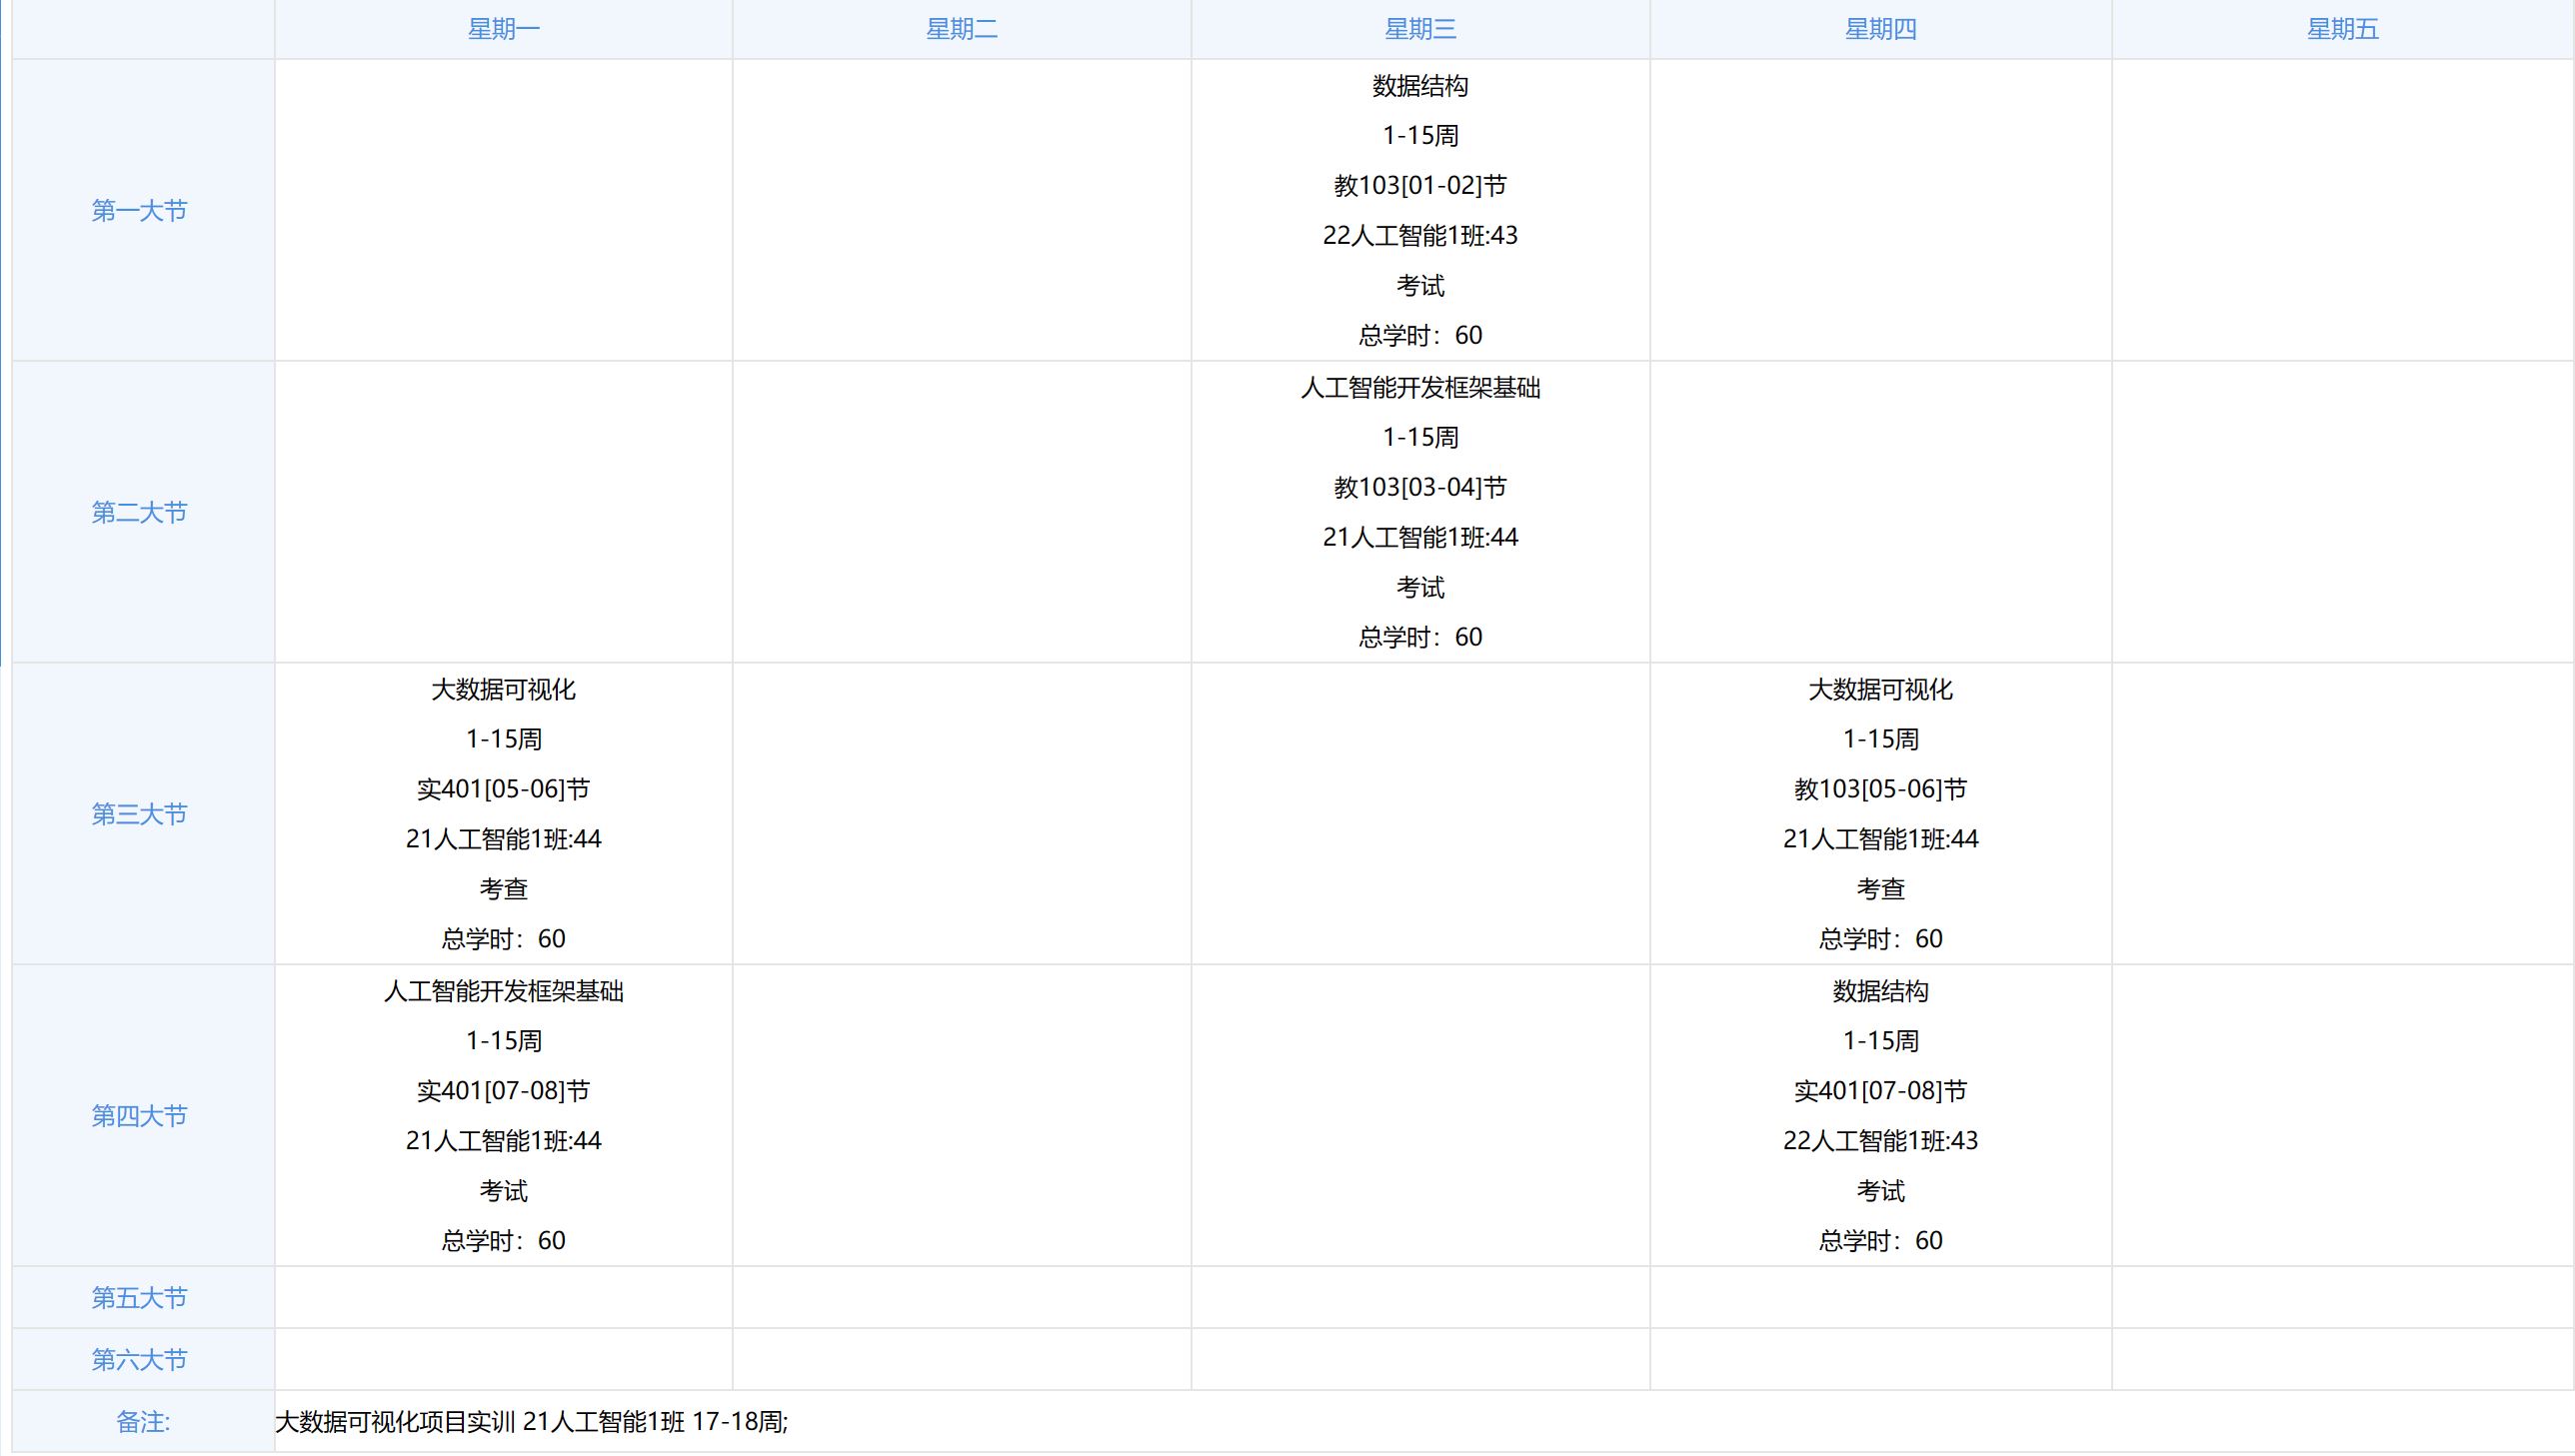 星期一
星期二
星期三
星期四
星期五
第一大节
数据结构
1-15周
教103[01-02]节
22人工智能1班:43
考试
总学时：60
第二大节
人工智能开发框架基础
1-15周
教103[03-04]节
21人工智能1班:44
考试
总学时：60
第三大节
大数据可视化
1-15周
实401[05-06]节
21人工智能1班:44
考查
总学时：60
大数据可视化
1-15周
教103[05-06]节
21人工智能1班:44
考查
总学时：60
第四大节
人工智能开发框架基础
1-15周
实401[07-08]节
21人工智能1班:44
考试
总学时：60
数据结构
1-15周
实401[07-08]节
22人工智能1班:43
考试
总学时：60
第五大节
第六大节
备注:
大数据可视化项目实训 21人工智能1班 17-18周;